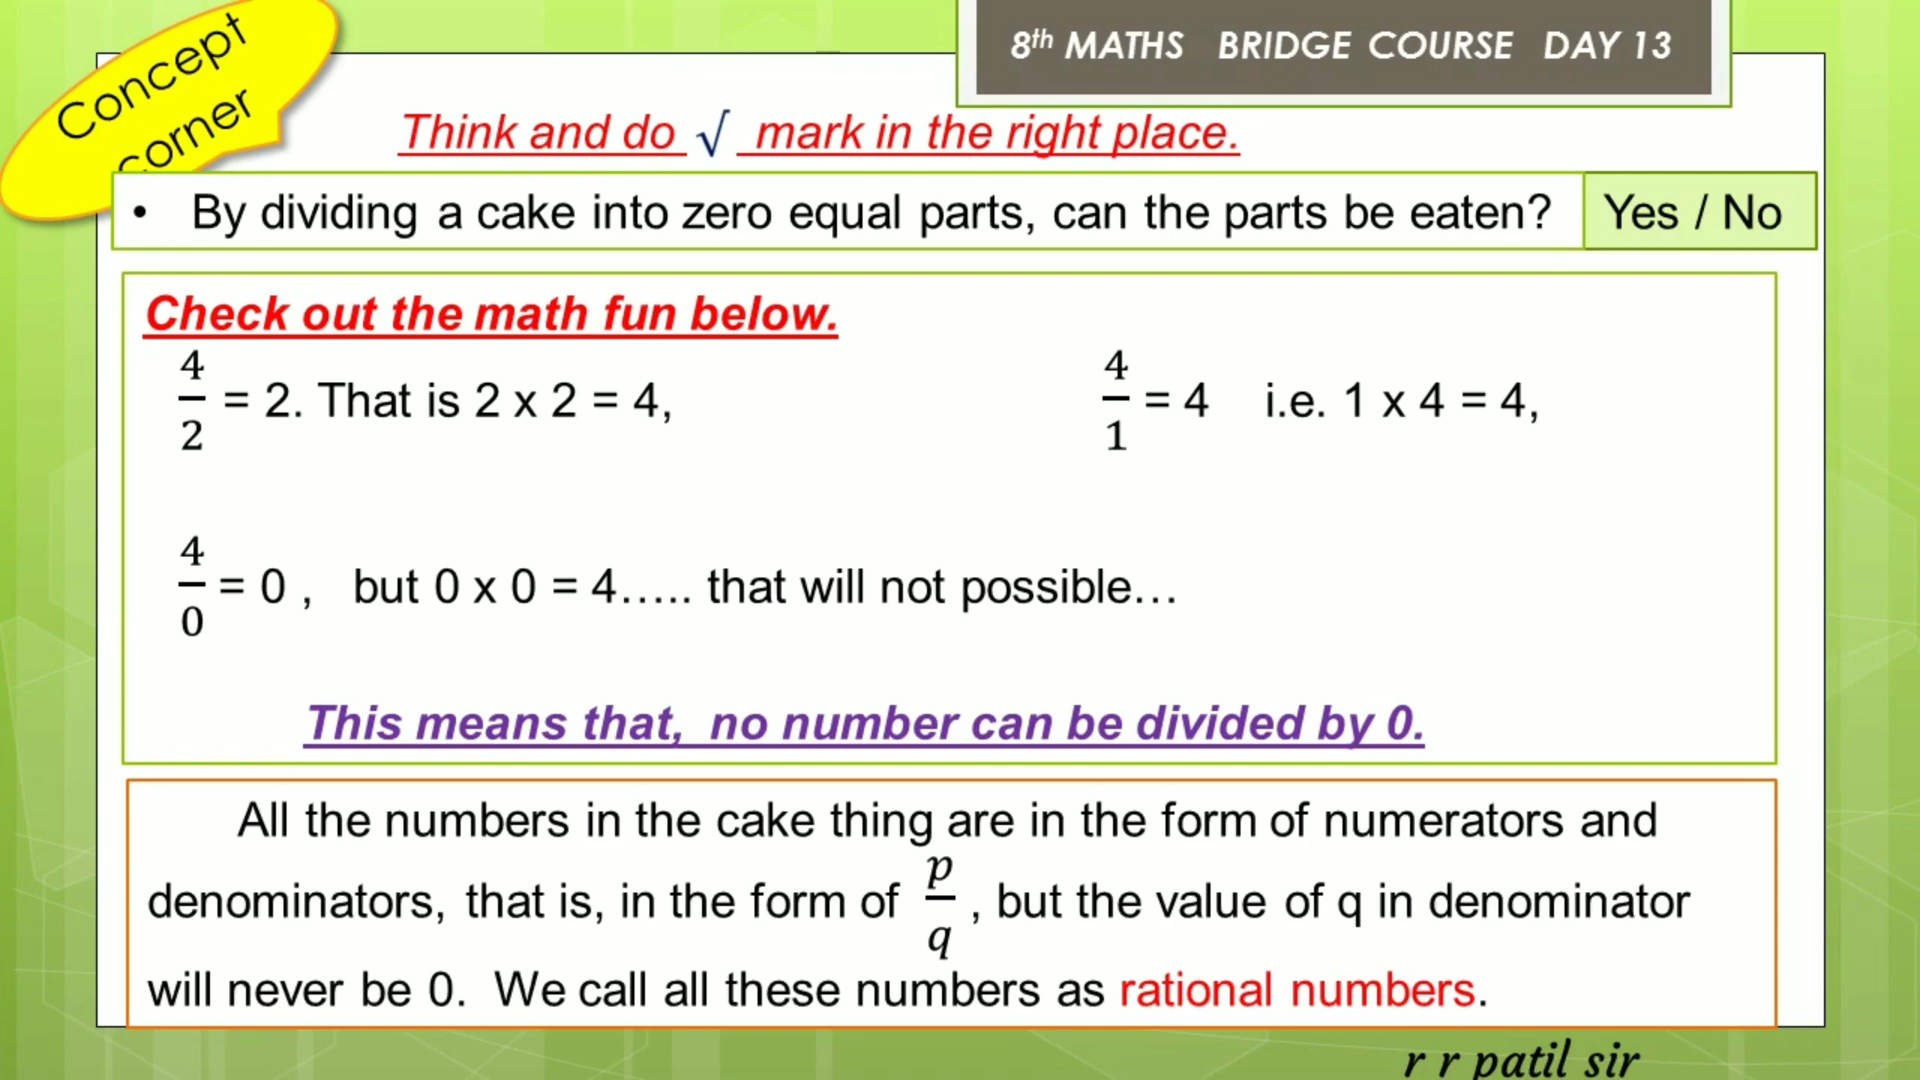 Concept
corner
8th MATHS BRIDGE COURSE DAY 13
Think and do √ mark in the right place.
• By dividing a cake into zero equal parts, can the parts be eaten? Yes / No
Check out the math fun below.
4/2 = 2. That is 2 x 2 = 4, 4/1 = 4 i.e. 1 x 4 = 4,
4/0 = 0 , but 0 x 0 = 4….. that will not possible…
This means that, no number can be divided by 0.
All the numbers in the cake thing are in the form of numerators and
denominators, that is, in the form of p/q , but the value of q in denominator
will never be 0. We call all these numbers as rational numbers.
r r patil sir